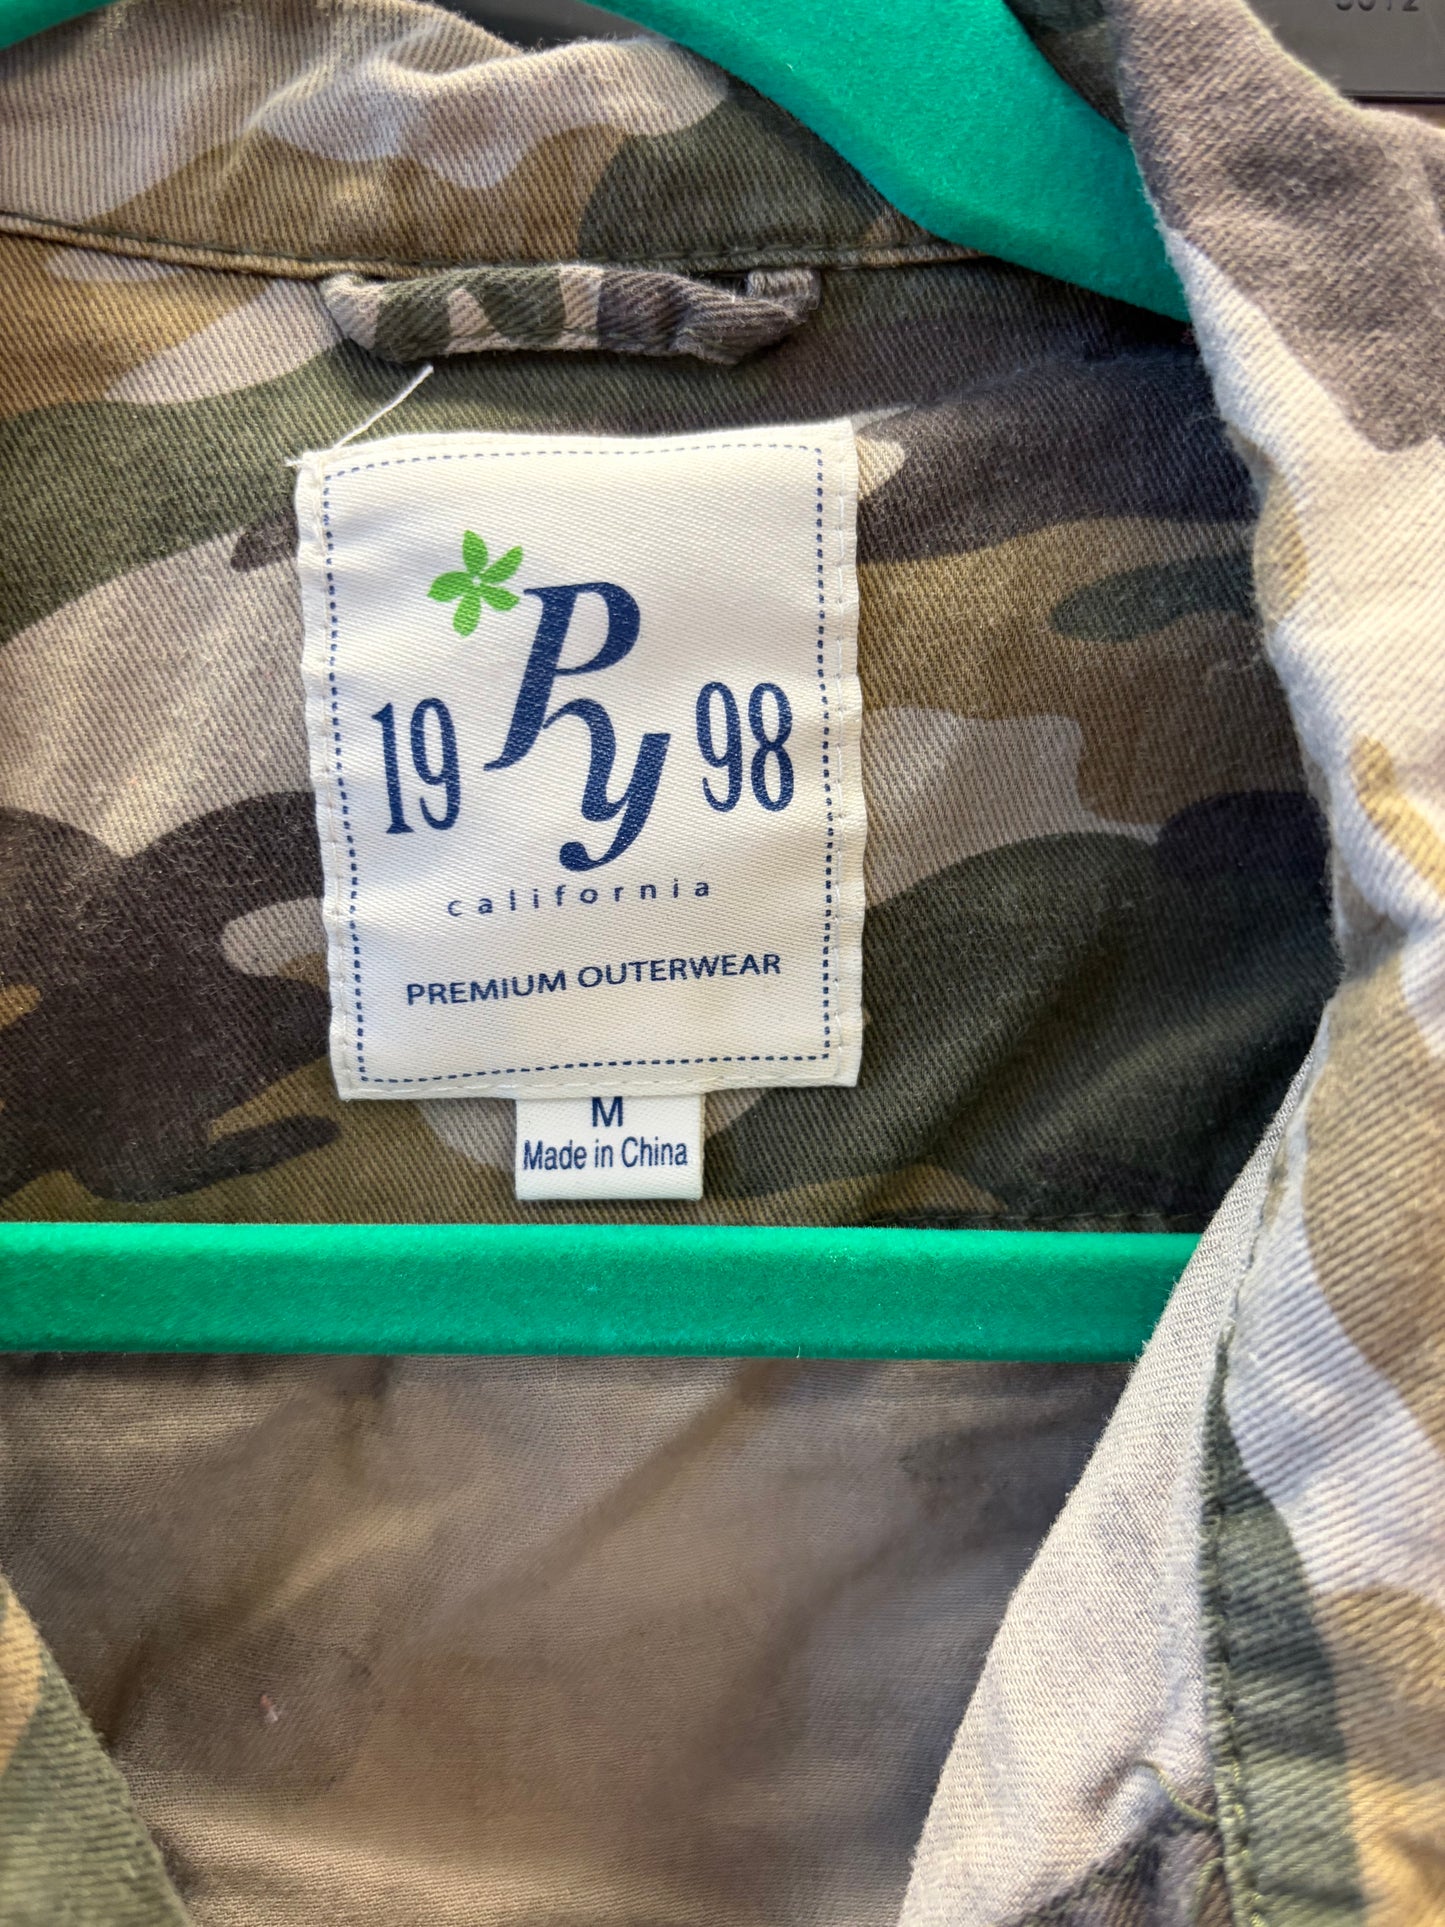 19 Py 98
california
PREMIUM OUTERWEAR
M
Made in China